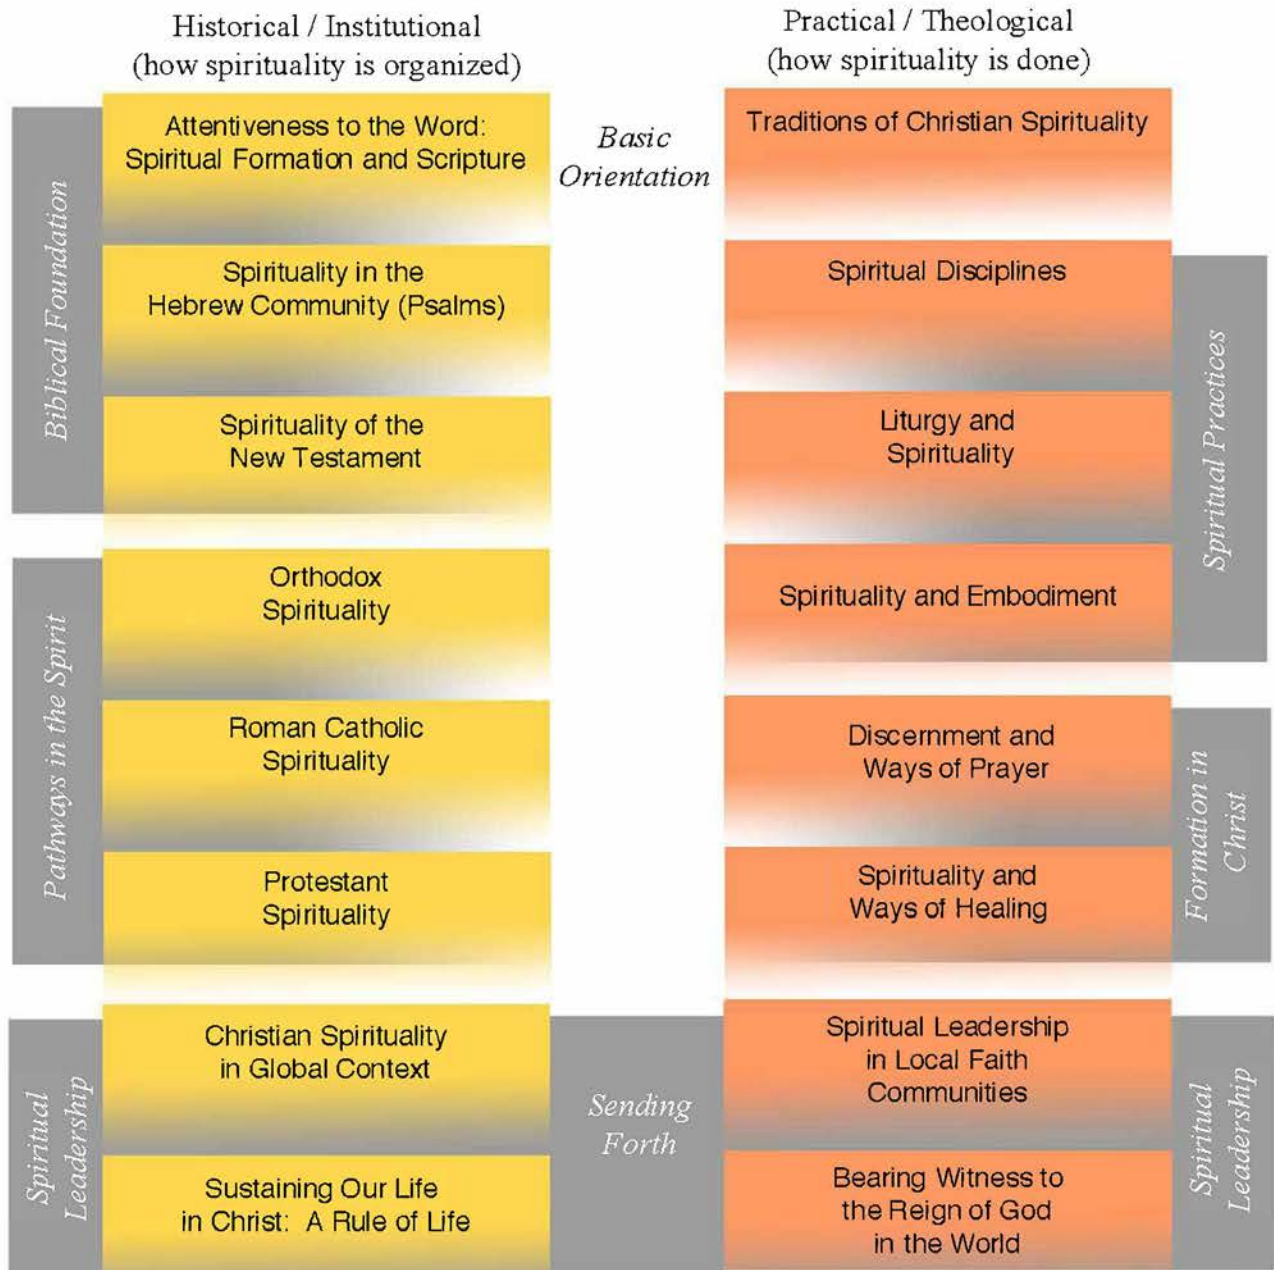 Historical / Institutional
(how spirituality is organized)
Practical / Theological
(how spirituality is done)
Biblical Foundation
Attentiveness to the Word:
Spiritual Formation and Scripture
Basic
Orientation
Traditions of Christian Spirituality
Spirituality in the
Hebrew Community (Psalms)
Spiritual Disciplines
Spiritual Practices
Spirituality of the
New Testament
Liturgy and
Spirituality
Pathways in the Spirit
Orthodox
Spirituality
Spirituality and Embodiment
Roman Catholic
Spirituality
Discernment and
Ways of Prayer
Formation in
Christ
Protestant
Spirituality
Spirituality and
Ways of Healing
Spiritual
Leadership
Christian Spirituality
in Global Context
Sending
Forth
Spiritual Leadership
in Local Faith
Communities
Spiritual
Leadership
Sustaining Our Life
in Christ: A Rule of Life
Bearing Witness to
the Reign of God
in the World